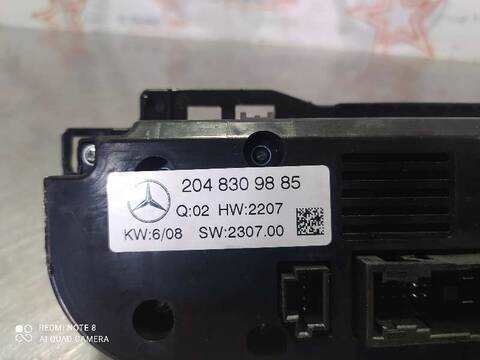 204 830 98 85
Q:02 HW:2207
KW:6/08 SW:2307.00
REDMI NOTE 8
AI QUAD CAMERA